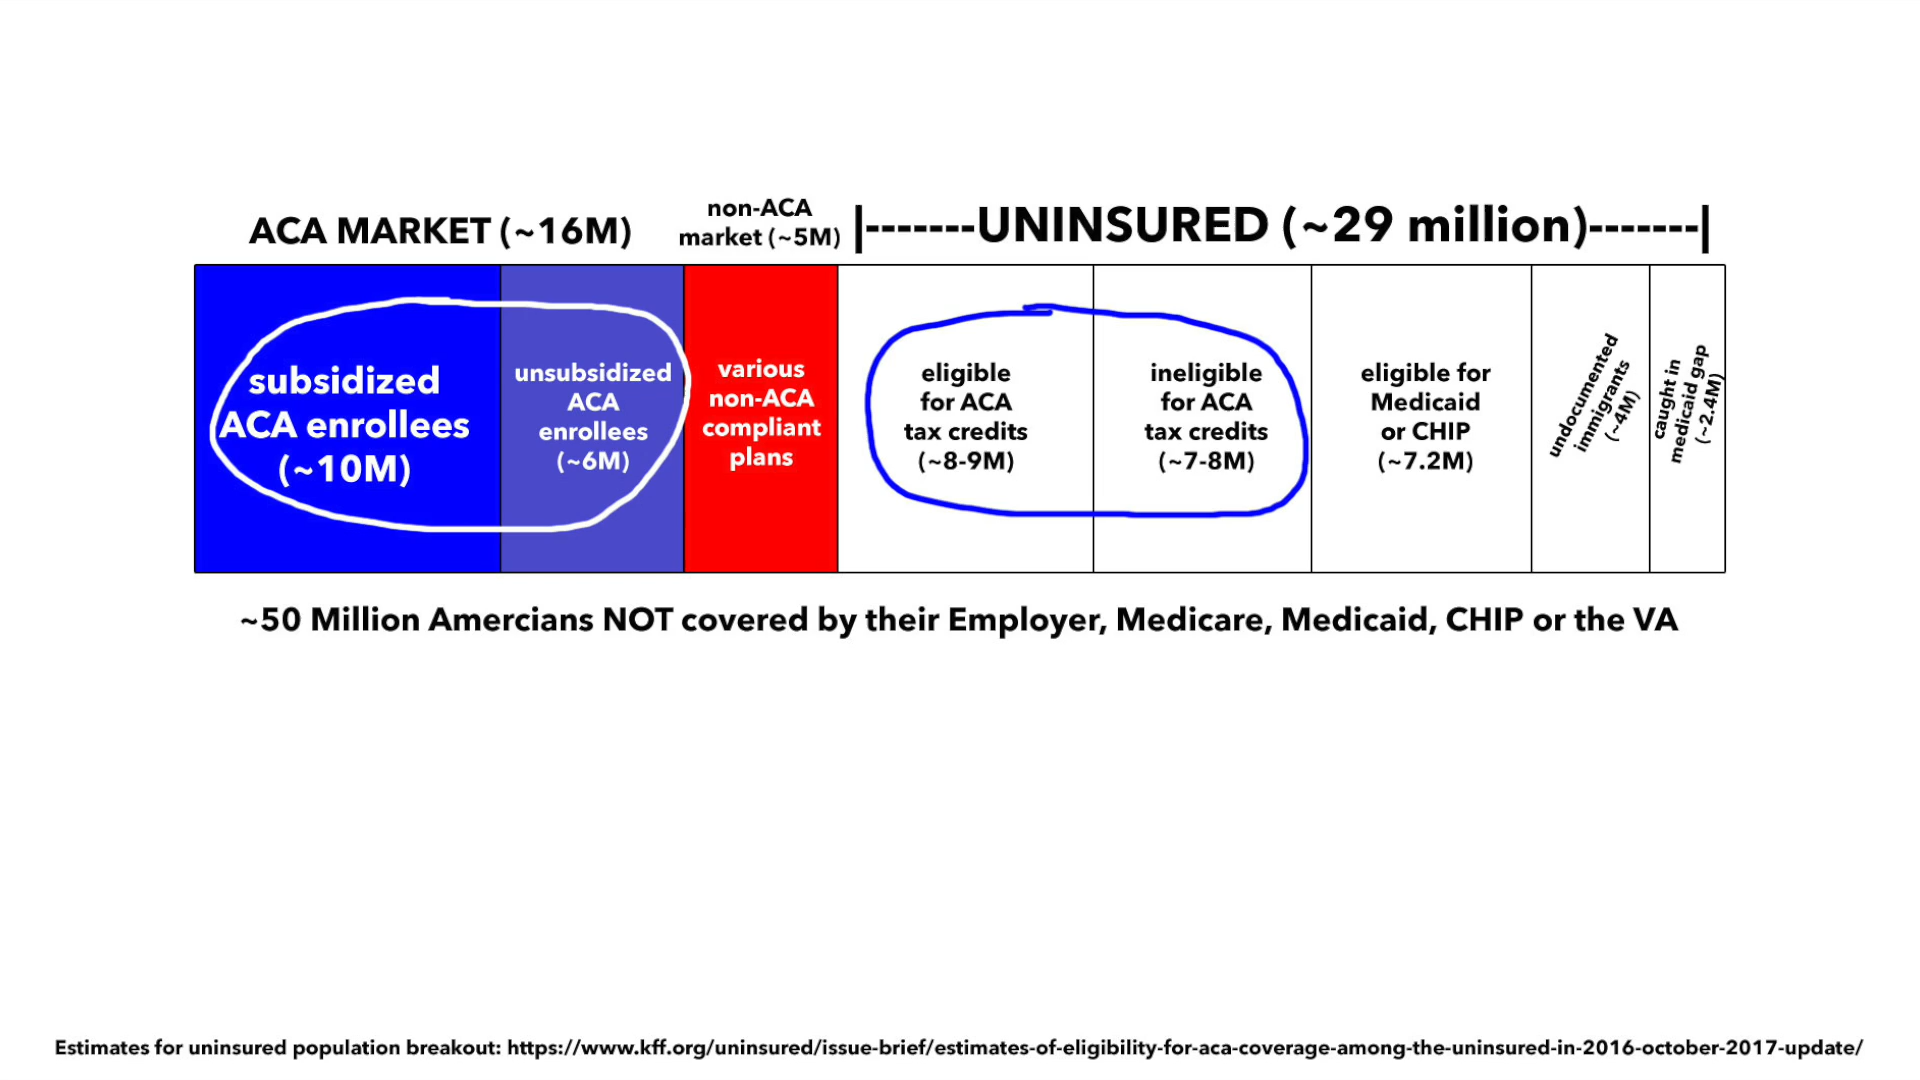 ACA MARKET (~16M)
non-ACA
market (~5M)
|-------UNINSURED (~29 million)-------|
subsidized
ACA enrollees
(~10M)
unsubsidized
ACA
enrollees
(~6M)
various
non-ACA
compliant
plans
eligible
for ACA
tax credits
(~8-9M)
ineligible
for ACA
tax credits
(~7-8M)
eligible for
Medicaid
or CHIP
(~7.2M)
undocumented
immigrants
(~4M)
caught in
medicaid gap
(~2.4M)
~50 Million Amercians NOT covered by their Employer, Medicare, Medicaid, CHIP or the VA
Estimates for uninsured population breakout: https://www.kff.org/uninsured/issue-brief/estimates-of-eligibility-for-aca-coverage-among-the-uninsured-in-2016-october-2017-update/